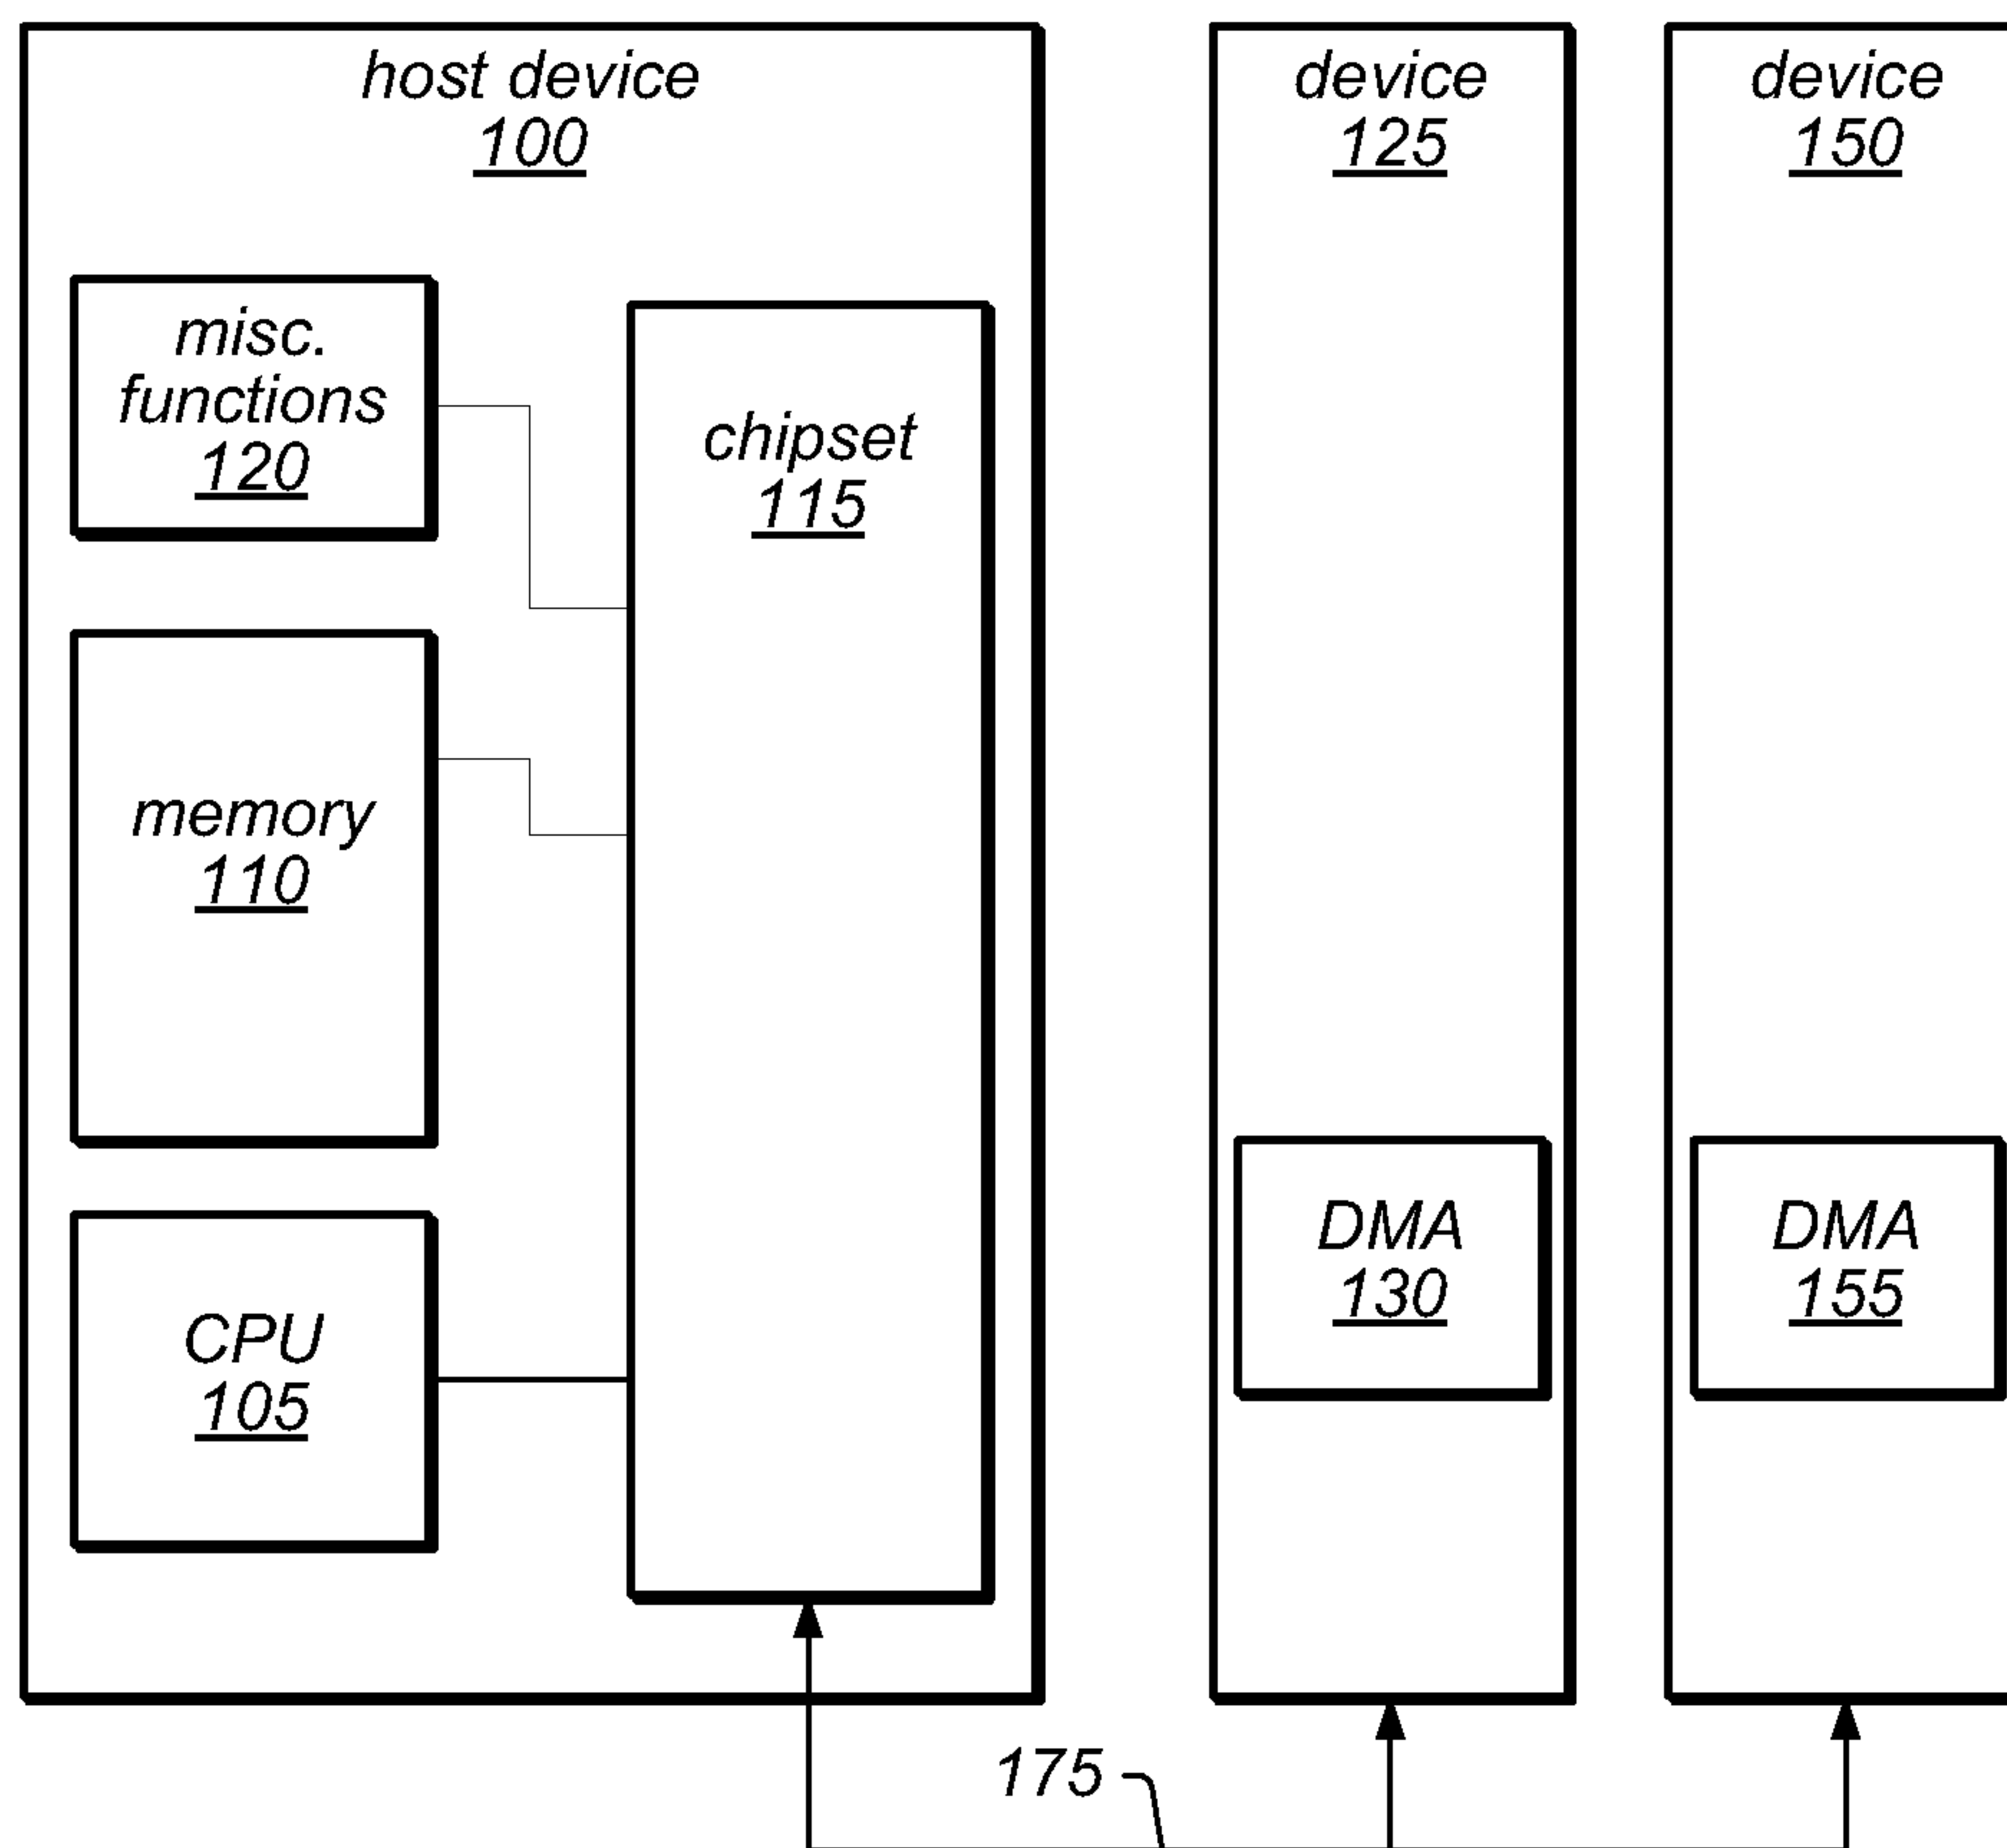 host device
100
misc.
functions
120
memory
110
CPU
105
chipset
115
device
125
DMA
130
device
150
DMA
155
175